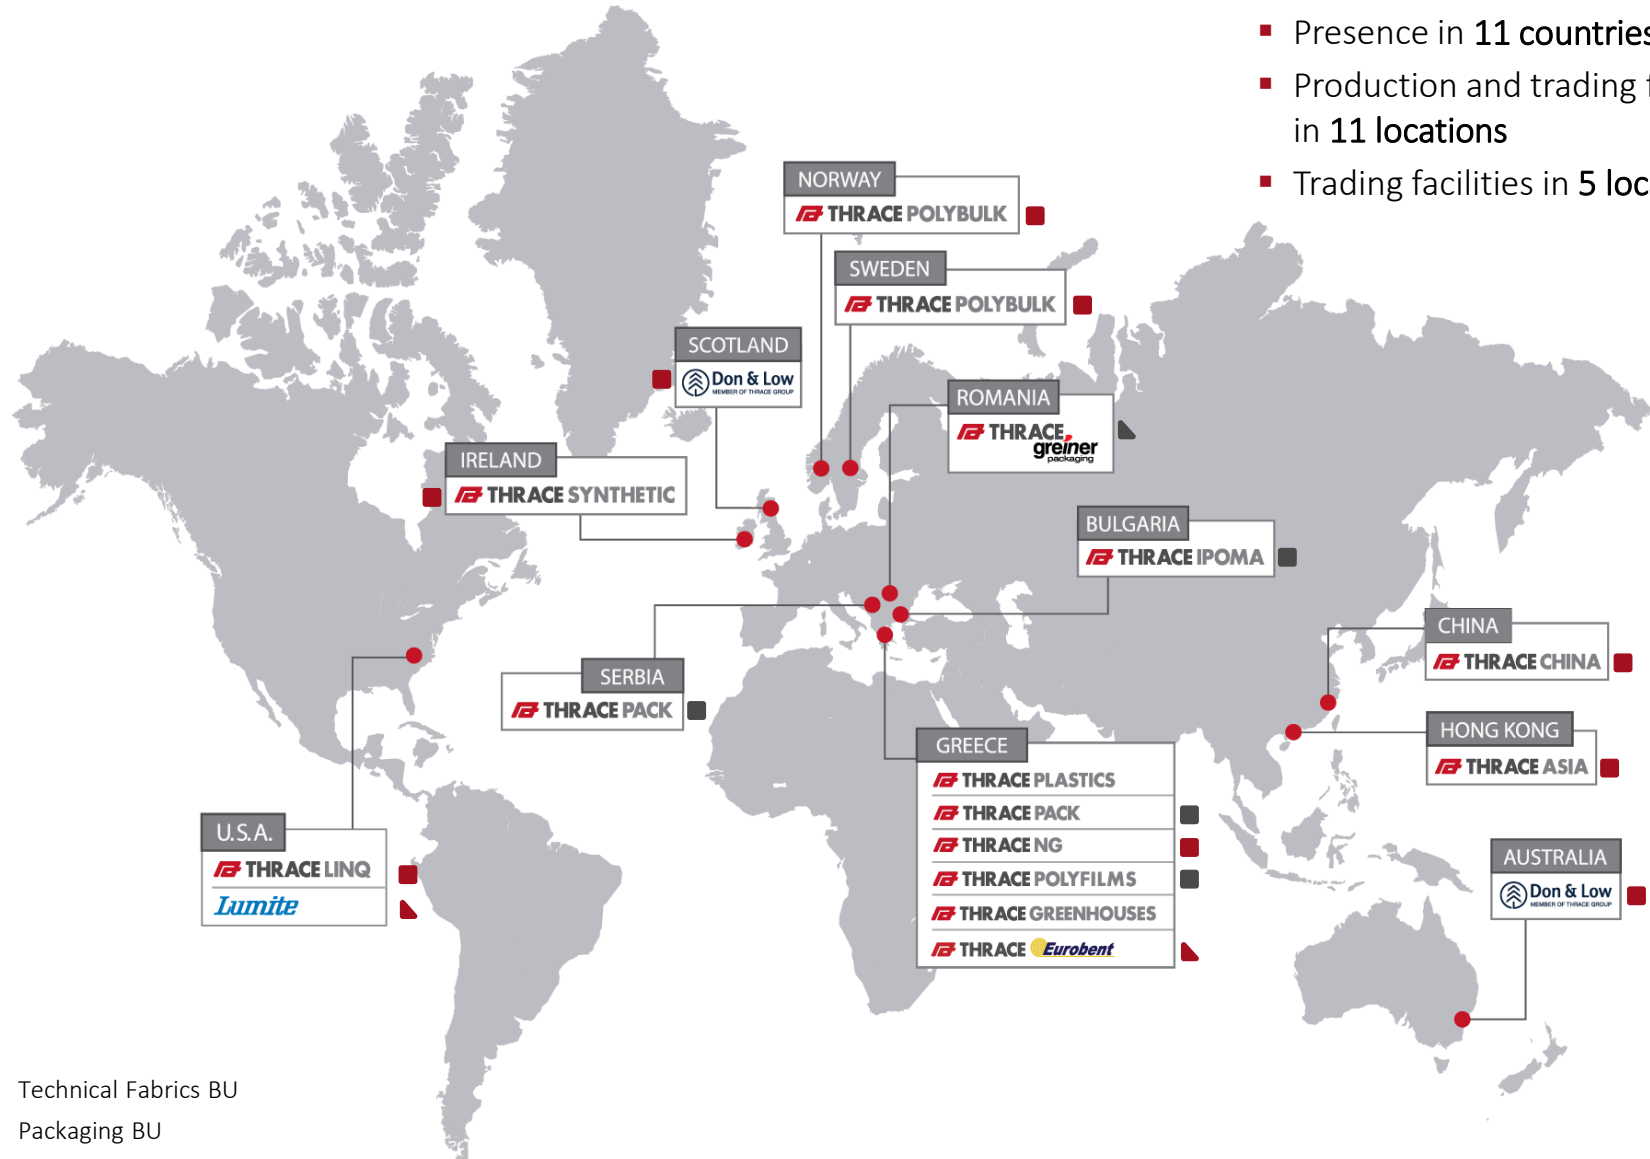 Presence in 11 countries
Production and trading f
in 11 locations
Trading facilities in 5 loc
NORWAY
THRACE POLYBULK
SWEDEN
THRACE POLYBULK
SCOTLAND
Don & Low
MEMBER OF THRACE GROUP
ROMANIA
THRACE
greiner
packaging
IRELAND
THRACE SYNTHETIC
BULGARIA
THRACE IPOMA
CHINA
THRACE CHINA
SERBIA
THRACE PACK
HONG KONG
THRACE ASIA
GREECE
THRACE PLASTICS
THRACE PACK
THRACE NG
THRACE POLYFILMS
THRACE GREENHOUSES
THRACE Eurobent
U.S.A.
THRACE LINQ
Lumite
AUSTRALIA
Don & Low
MEMBER OF THRACE GROUP
Technical Fabrics BU
Packaging BU